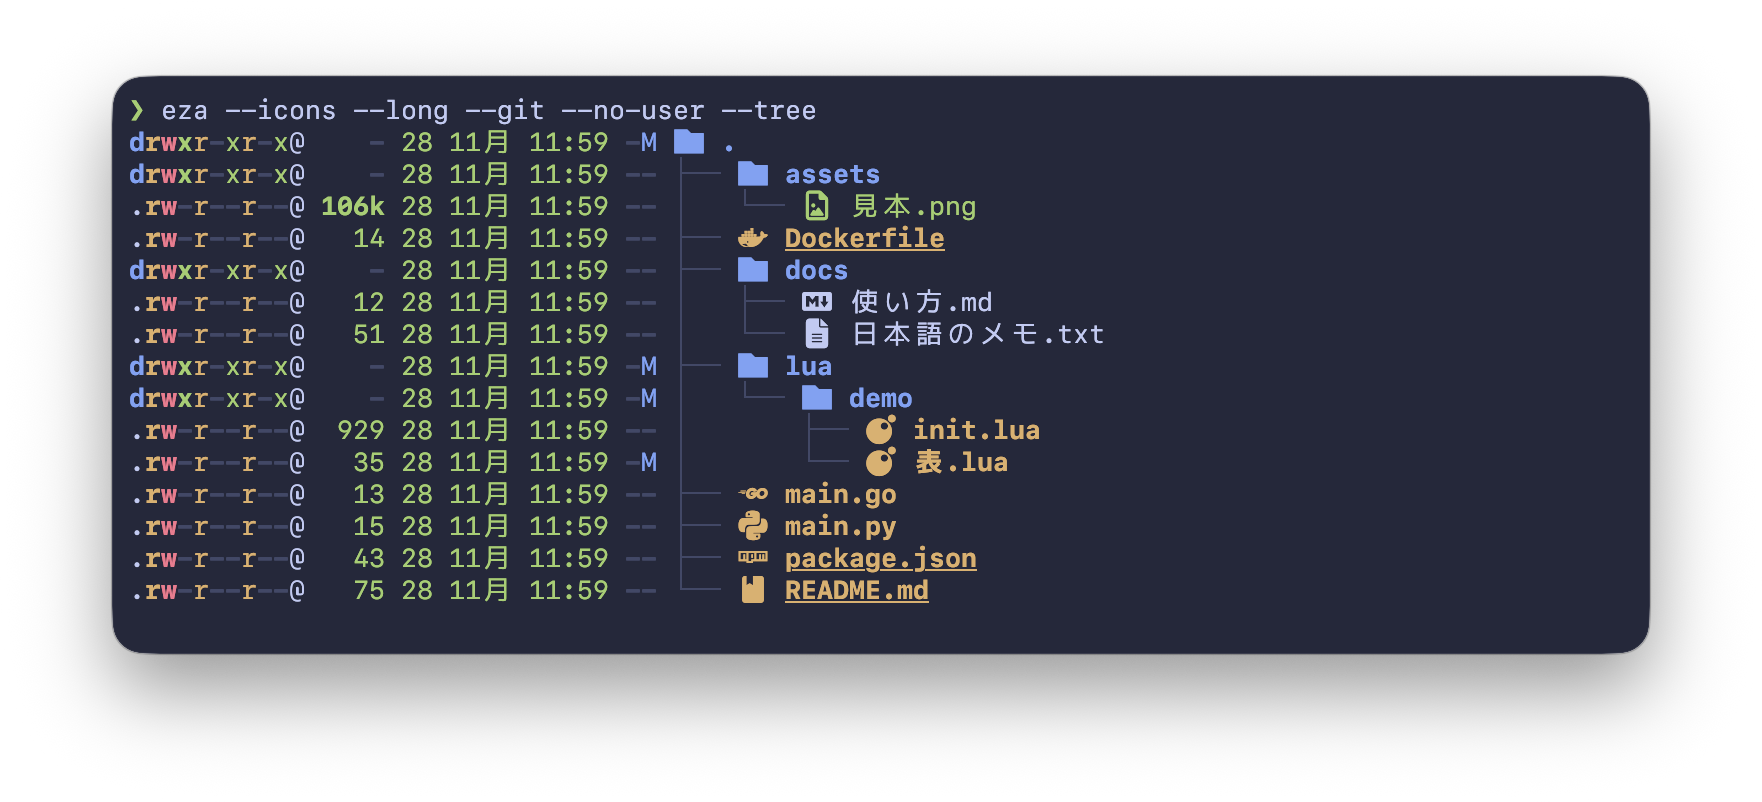 ❯ eza --icons --long --git --no-user --tree
drwxr-xr-x@    - 28 11月 11:59 -M .
drwxr-xr-x@    - 28 11月 11:59 -- ├── assets
.rw-r--r--@ 106k 28 11月 11:59 -- │   └── 見本.png
.rw-r--r--@   14 28 11月 11:59 -- ├── Dockerfile
drwxr-xr-x@    - 28 11月 11:59 -- ├── docs
.rw-r--r--@   12 28 11月 11:59 -- │   ├── 使い方.md
.rw-r--r--@   51 28 11月 11:59 -- │   └── 日本語のメモ.txt
drwxr-xr-x@    - 28 11月 11:59 -M ├── lua
drwxr-xr-x@    - 28 11月 11:59 -M │   └── demo
.rw-r--r--@  929 28 11月 11:59 -- │       ├── init.lua
.rw-r--r--@   35 28 11月 11:59 -M │       └── 表.lua
.rw-r--r--@   13 28 11月 11:59 -- ├── main.go
.rw-r--r--@   15 28 11月 11:59 -- ├── main.py
.rw-r--r--@   43 28 11月 11:59 -- ├── package.json
.rw-r--r--@   75 28 11月 11:59 -- └── README.md